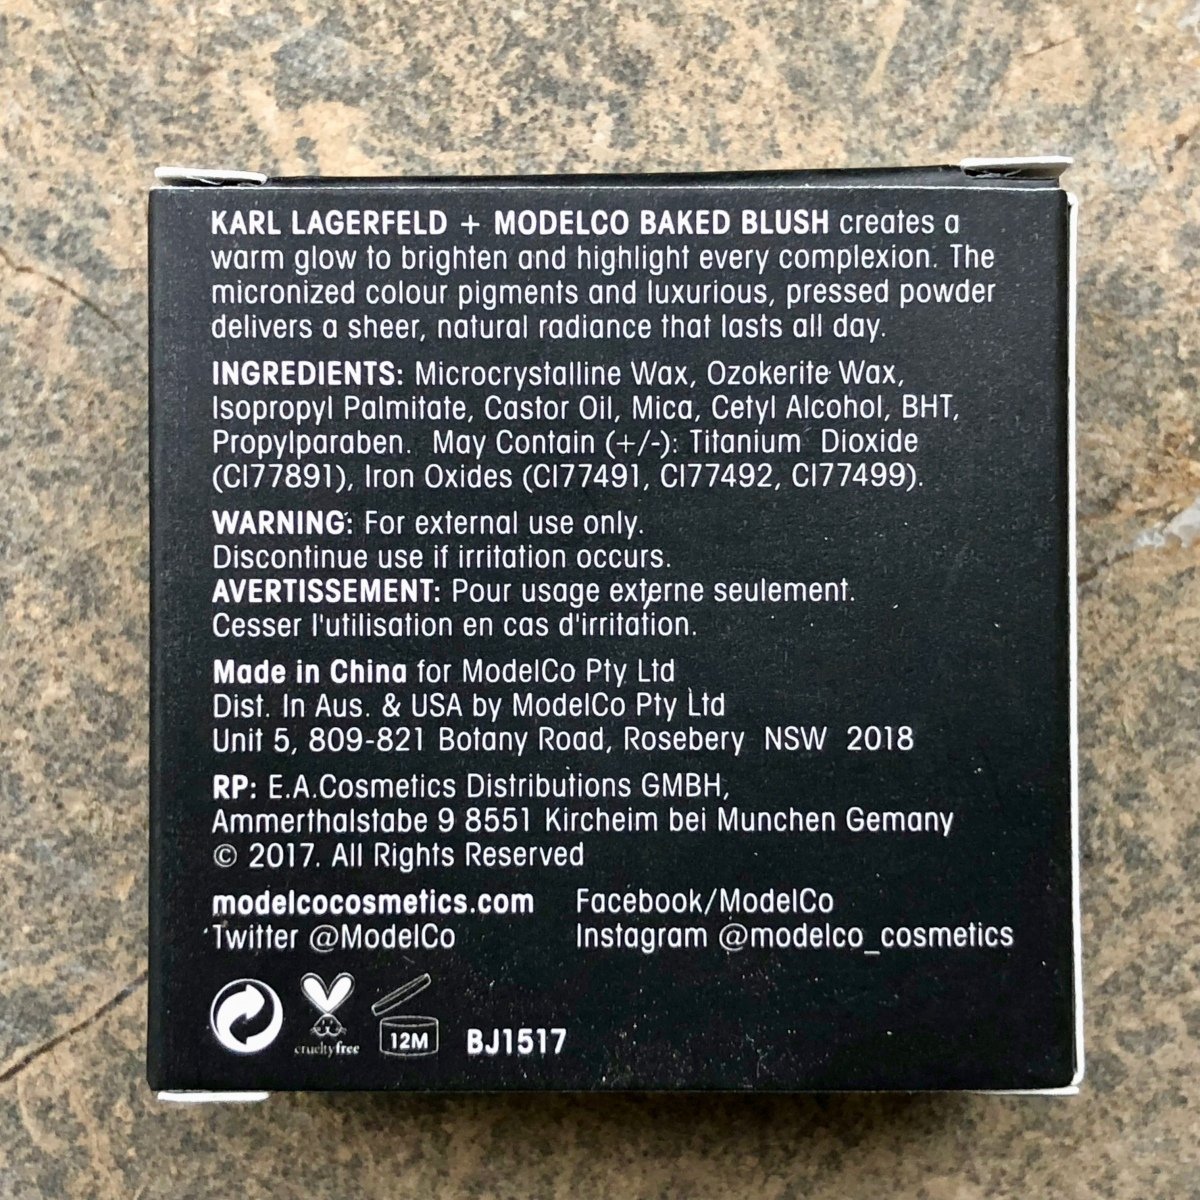 KARL LAGERFELD + MODELCO BAKED BLUSH creates a
warm glow to brighten and highlight every complexion. The
micronized colour pigments and luxurious, pressed powder
delivers a sheer, natural radiance that lasts all day.
INGREDIENTS: Microcrystalline Wax, Ozokerite Wax,
Isopropyl Palmitate, Castor Oil, Mica, Cetyl Alcohol, BHT,
Propylparaben. May Contain (+/-): Titanium Dioxide
(CI77891), Iron Oxides (CI77491, CI77492, CI77499).
WARNING: For external use only.
Discontinue use if irritation occurs.
AVERTISSEMENT: Pour usage externe seulement.
Cesser l'utilisation en cas d'irritation.
Made in China for ModelCo Pty Ltd
Dist. In Aus. & USA by ModelCo Pty Ltd
Unit 5, 809-821 Botany Road, Rosebery NSW 2018
RP: E.A.Cosmetics Distributions GMBH,
Ammerthalstabe 9 8551 Kircheim bei Munchen Gemany
© 2017. All Rights Reserved
modelcocosmetics.com Facebook/ModelCo
Twitter @ModelCo Instagram @modelco_cosmetics
crueltyfree 12M BJ1517